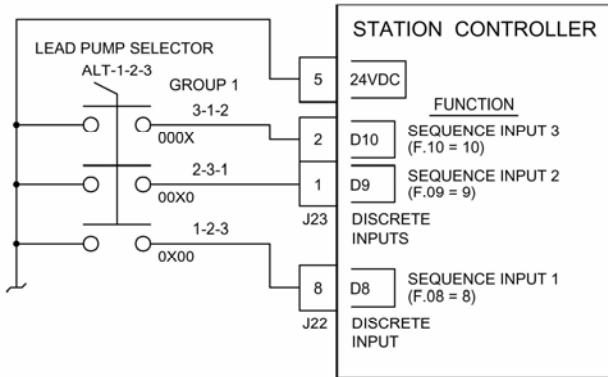 STATION CONTROLLER
LEAD PUMP SELECTOR
ALT-1-2-3
GROUP 1
5
24VDC
FUNCTION
3-1-2
000X
2
D10
SEQUENCE INPUT 3
(F.10 = 10)
2-3-1
00X0
1
D9
SEQUENCE INPUT 2
(F.09 = 9)
J23
DISCRETE
INPUTS
1-2-3
0X00
8
D8
SEQUENCE INPUT 1
(F.08 = 8)
J22
DISCRETE
INPUT